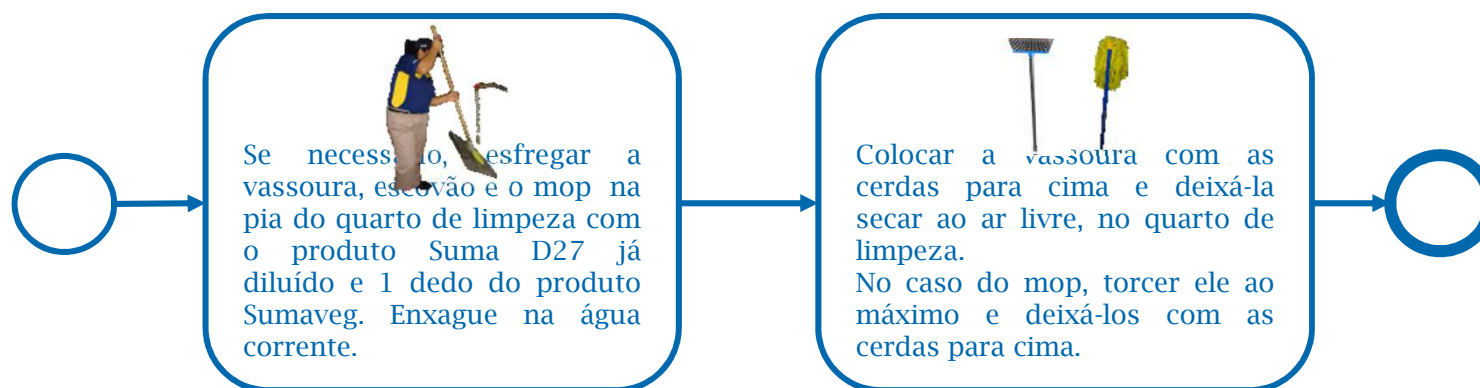 Se necessário, esfregar a
vassoura, escovão e o mop na
pia do quarto de limpeza com
o produto Suma D27 já
diluído e 1 dedo do produto
Sumaveg. Enxague na água
corrente.
Colocar a vassoura com as
cerdas para cima e deixá-la
secar ao ar livre, no quarto de
limpeza.
No caso do mop, torcer ele ao
máximo e deixá-los com as
cerdas para cima.